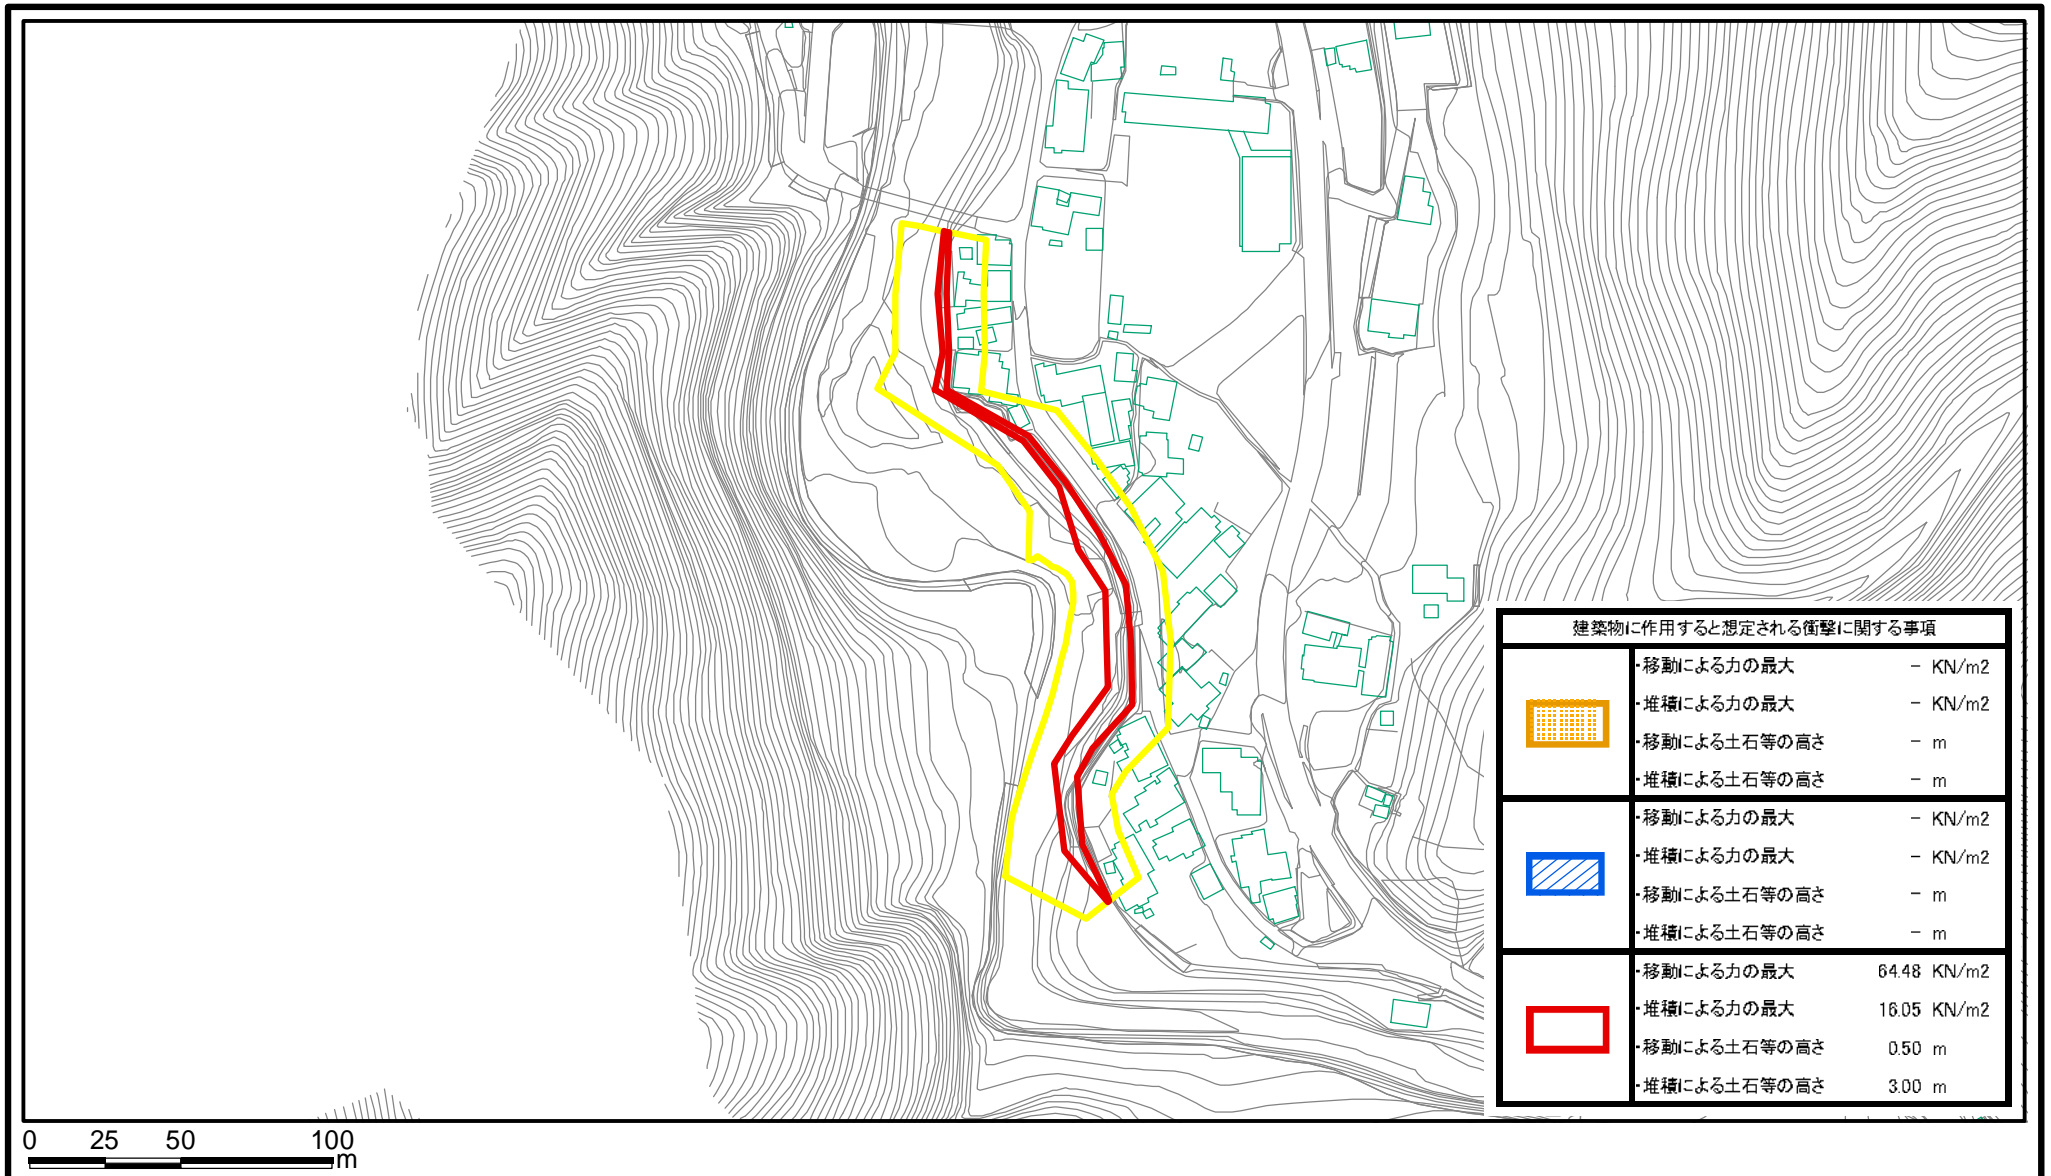 建築物に作用すると想定される衝撃に関する事項
・移動による力の最大 － KN/m2
・堆積による力の最大 － KN/m2
・移動による土石等の高さ － m
・堆積による土石等の高さ － m
・移動による力の最大 － KN/m2
・堆積による力の最大 － KN/m2
・移動による土石等の高さ － m
・堆積による土石等の高さ － m
・移動による力の最大 64.48 KN/m2
・堆積による力の最大 16.05 KN/m2
・移動による土石等の高さ 0.50 m
・堆積による土石等の高さ 3.00 m
0 25 50 100
m